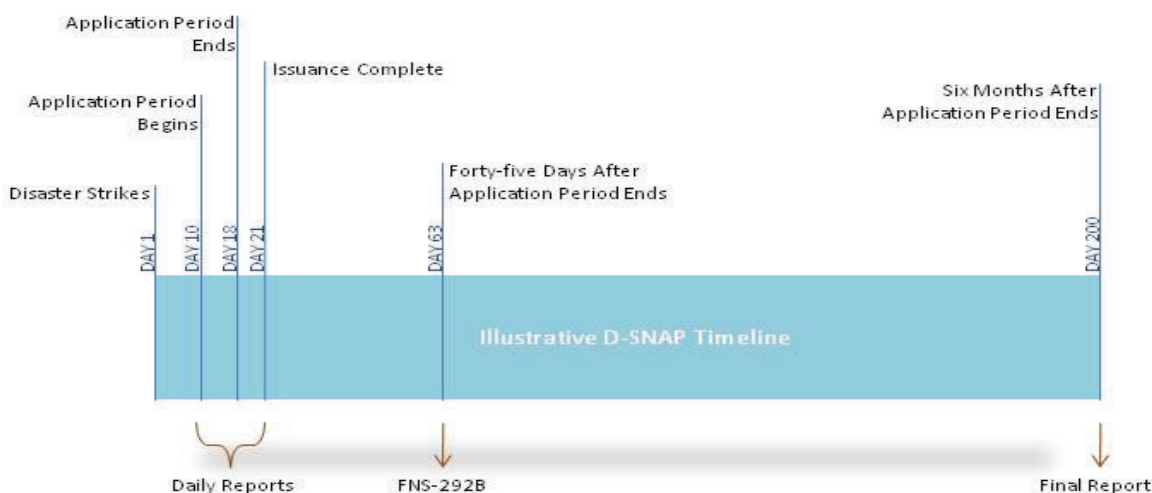 Application Period
Ends
Issuance Complete
Application Period
Begins
Six Months After
Application Period Ends
Disaster Strikes
Forty-five Days After
Application Period Ends
DAY 1
DAY 10
DAY 18
DAY 21
DAY 63
DAY 200
Illustrative D-SNAP Timeline
Daily Reports
FNS-292B
Final Report